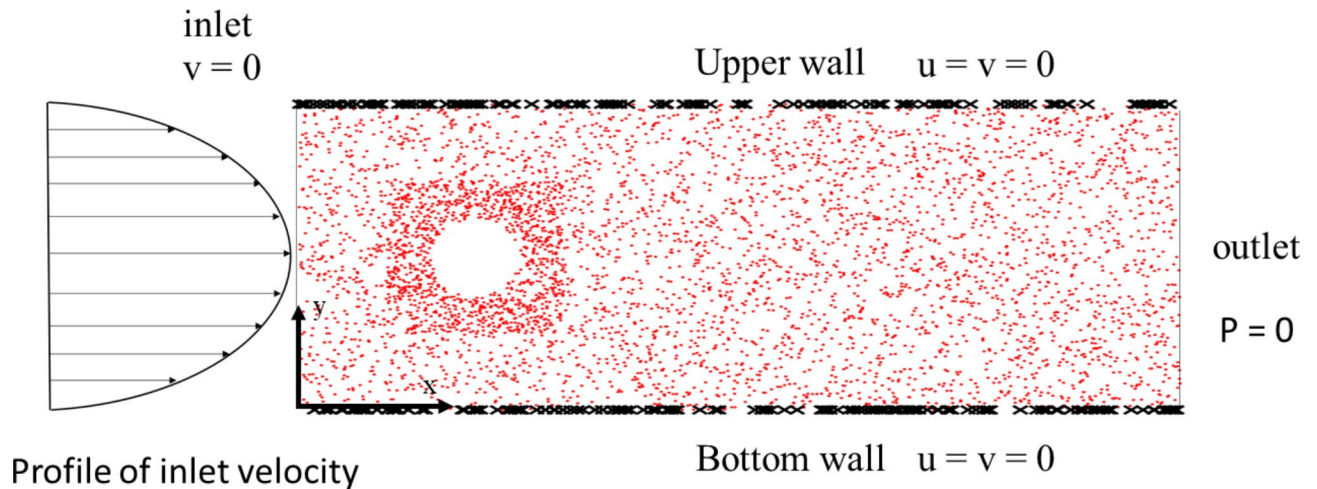 inlet
v = 0
Upper wall u = v = 0
y
x
outlet
P = 0
Bottom wall u = v = 0
Profile of inlet velocity